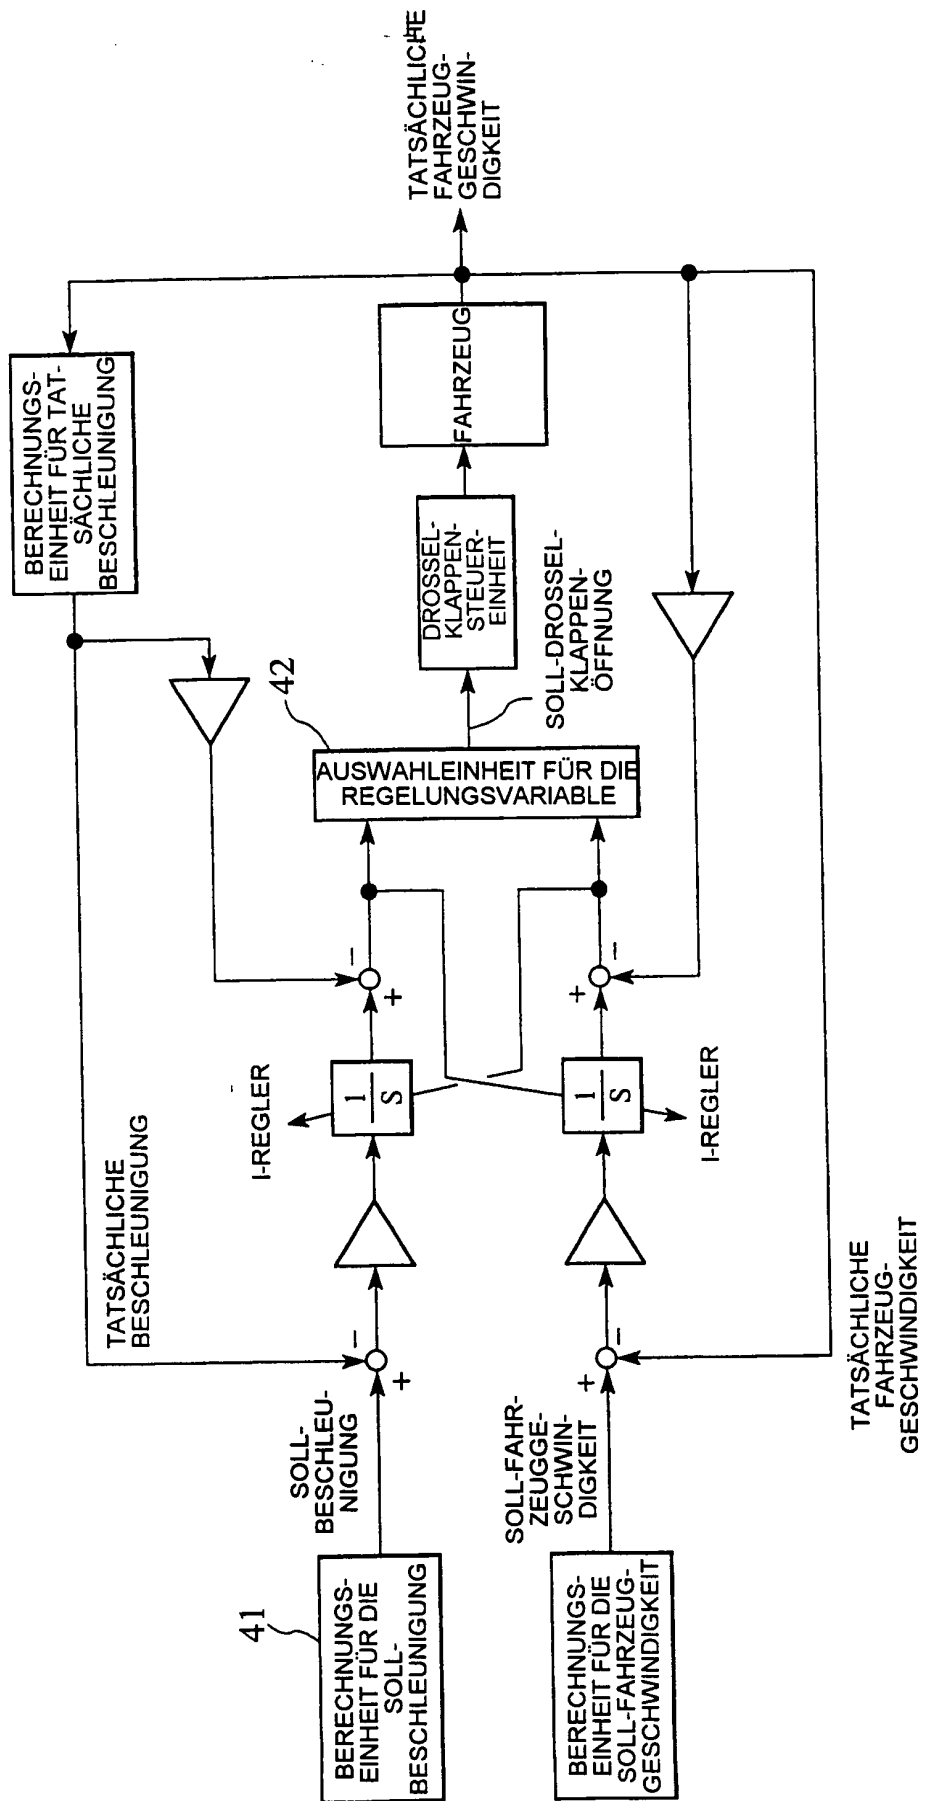 BERECHNUNGS-
EINHEIT FÜR TAT-
SÄCHLICHE
BESCHLEUNIGUNG
TATSÄCHLICHE
BESCHLEUNIGUNG
41
BERECHNUNGS-
EINHEIT FÜR DIE
SOLL-
BESCHLEUNIGUNG
SOLL-
BESCHLEU-
NIGUNG
+
−
I-REGLER
1
S
+
−
42
AUSWAHLEINHEIT FÜR DIE
REGELUNGSVARIABLE
DROSSEL-
KLAPPEN-
STEUER-
EINHEIT
FAHRZEUG
TATSÄCHLICHE
FAHRZEUG-
GESCHWIN-
DIGKEIT
SOLL-DROSSEL-
KLAPPEN-
ÖFFNUNG
BERECHNUNGS-
EINHEIT FÜR DIE
SOLL-FAHRZEUG-
GESCHWINDIGKEIT
SOLL-FAHR-
ZEUGGE-
SCHWIN-
DIGKEIT
+
−
1
S
I-REGLER
+
−
TATSÄCHLICHE
FAHRZEUG-
GESCHWINDIGKEIT